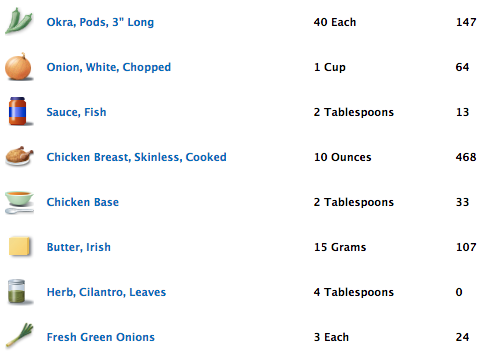 Okra, Pods, 3" Long 40 Each 147
Onion, White, Chopped 1 Cup 64
Sauce, Fish 2 Tablespoons 13
Chicken Breast, Skinless, Cooked 10 Ounces 468
Chicken Base 2 Tablespoons 33
Butter, Irish 15 Grams 107
Herb, Cilantro, Leaves 4 Tablespoons 0
Fresh Green Onions 3 Each 24